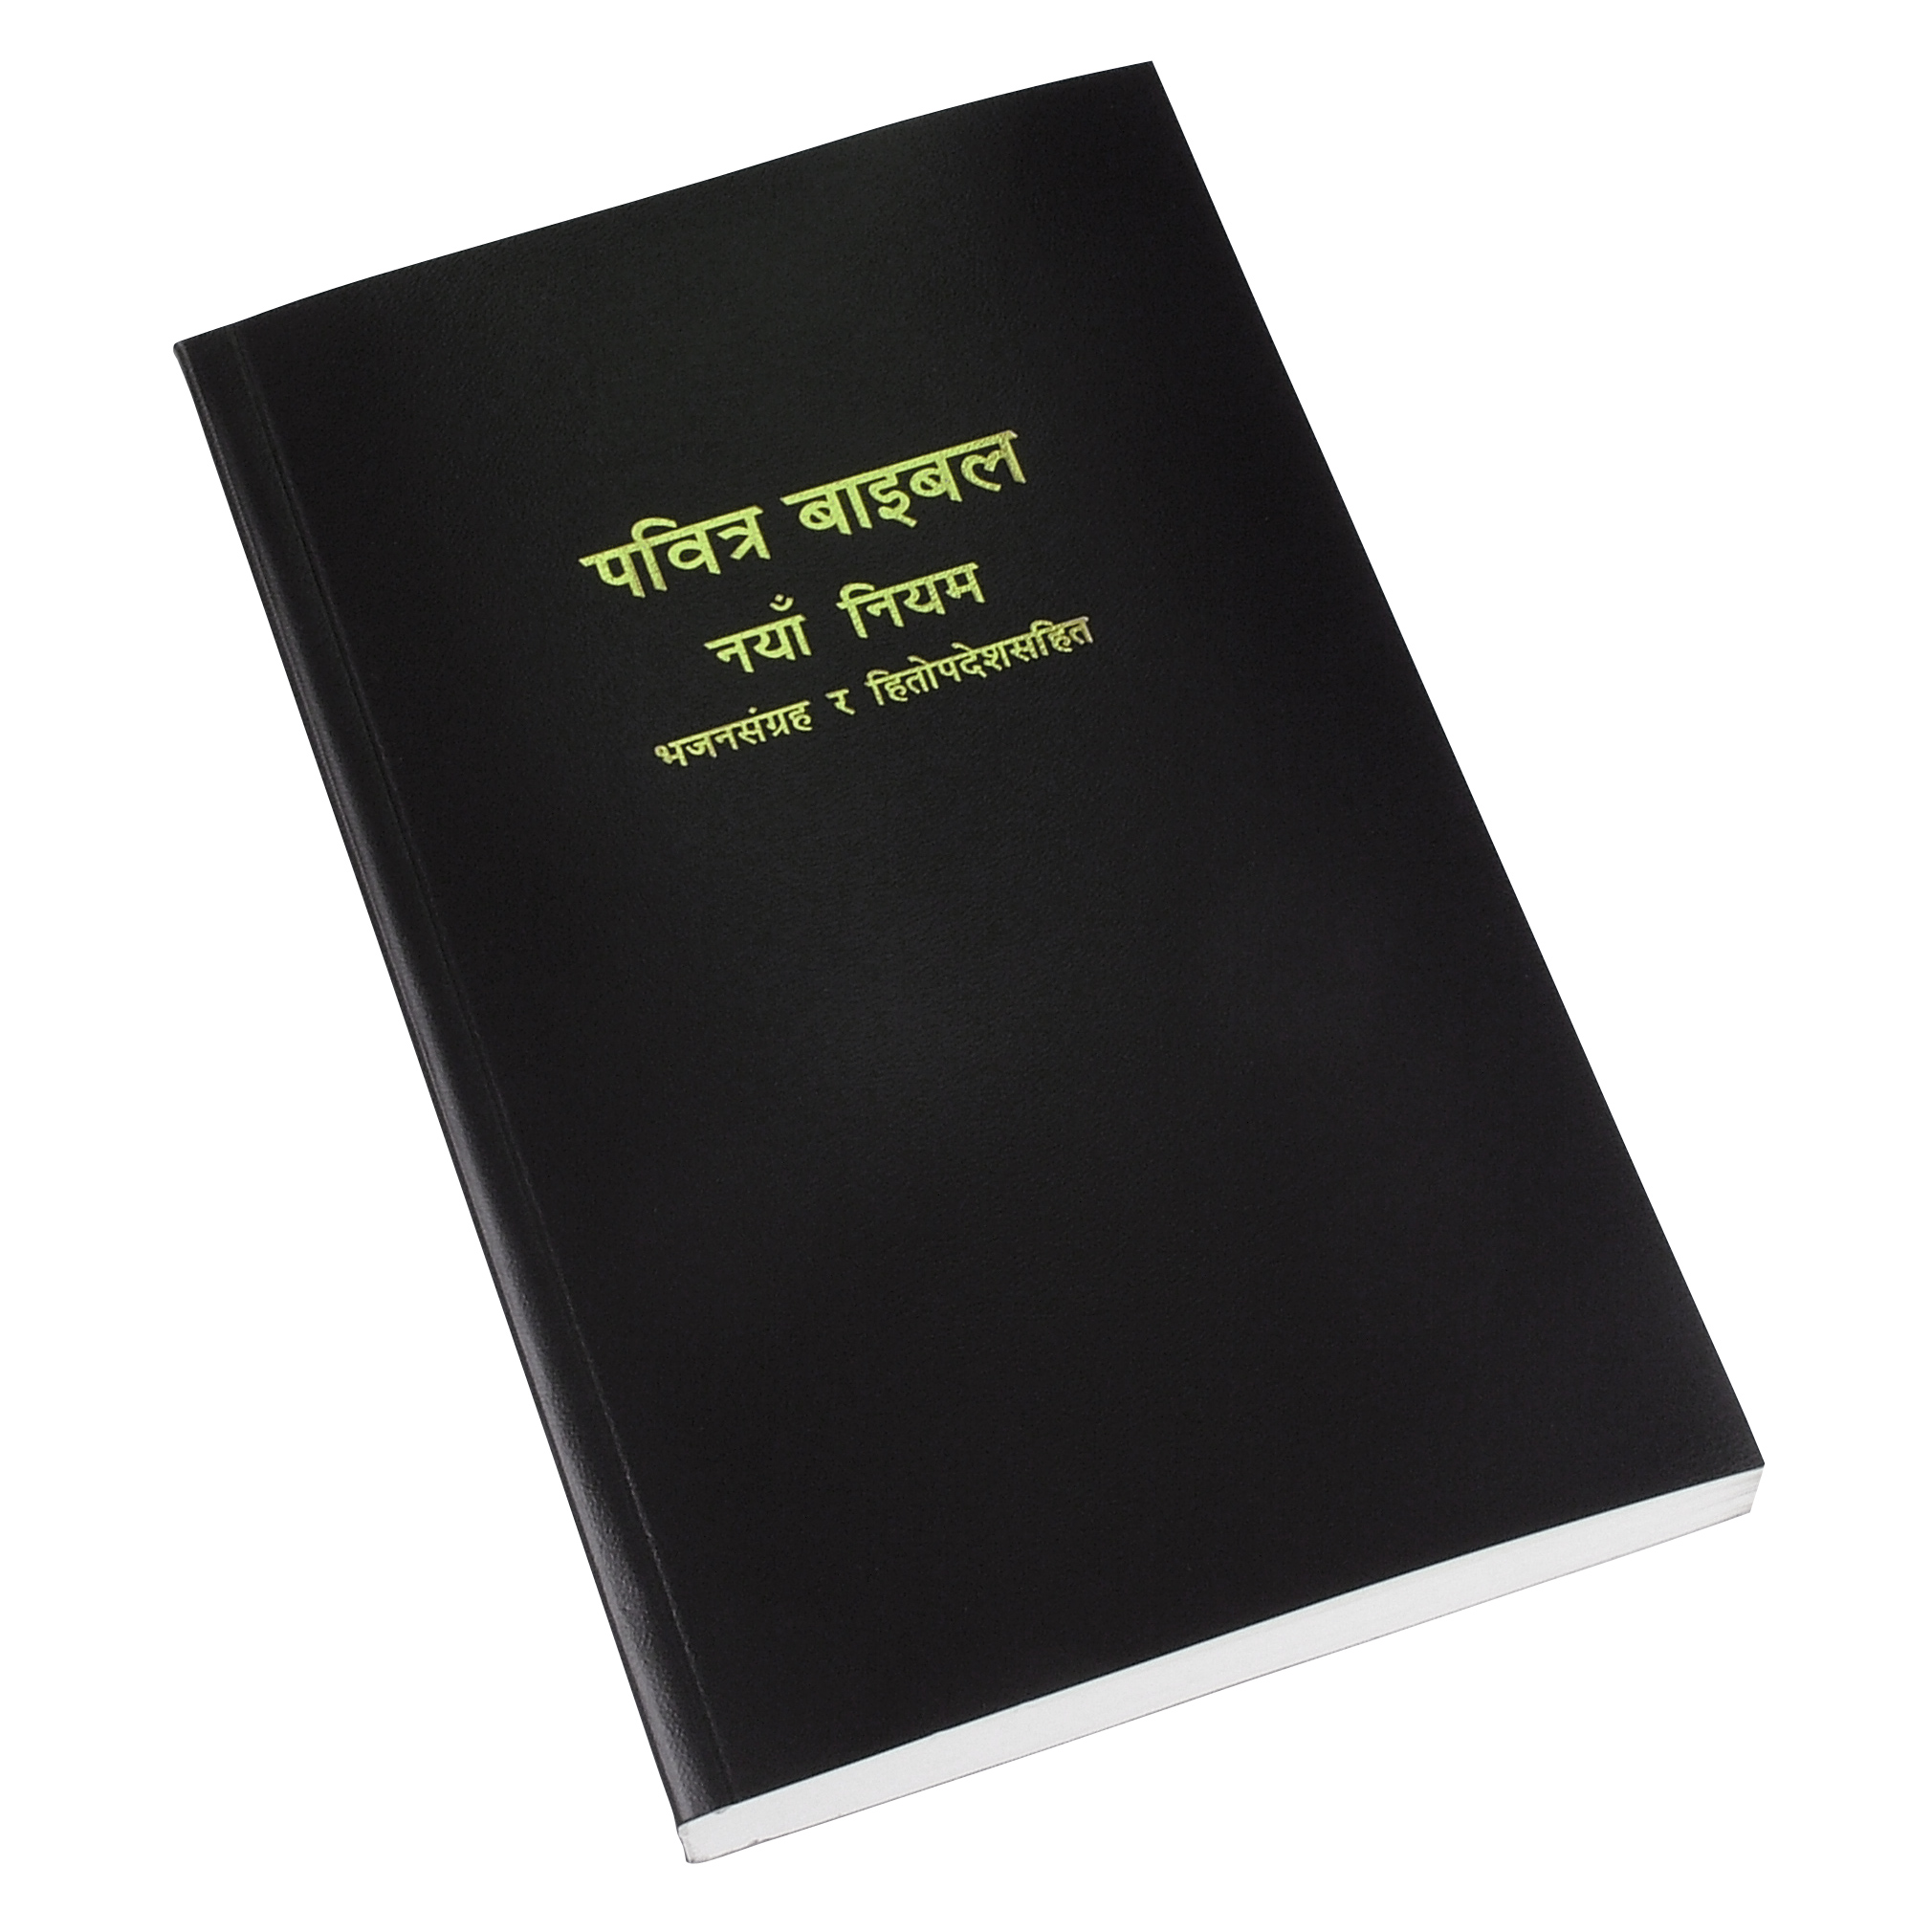 पवित्र बाइबल
नयाँ नियम
भजनसंग्रह र हितोपदेशसहित